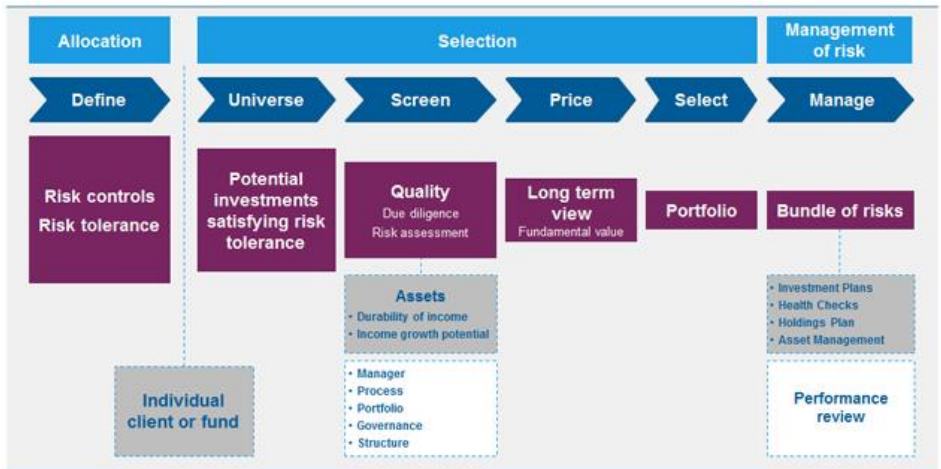 Allocation
Selection
Management
of risk
Define
Universe
Screen
Price
Select
Manage
Risk controls
Risk tolerance
Potential
investments
satisfying risk
tolerance
Quality
Due diligence
Risk assessment
Long term
view
Fundamental value
Portfolio
Bundle of risks
Assets
• Durability of income
• Income growth potential
• Investment Plans
• Health Checks
• Holdings Plan
• Asset Management
Individual
client or fund
• Manager
• Process
• Portfolio
• Governance
• Structure
Performance
review